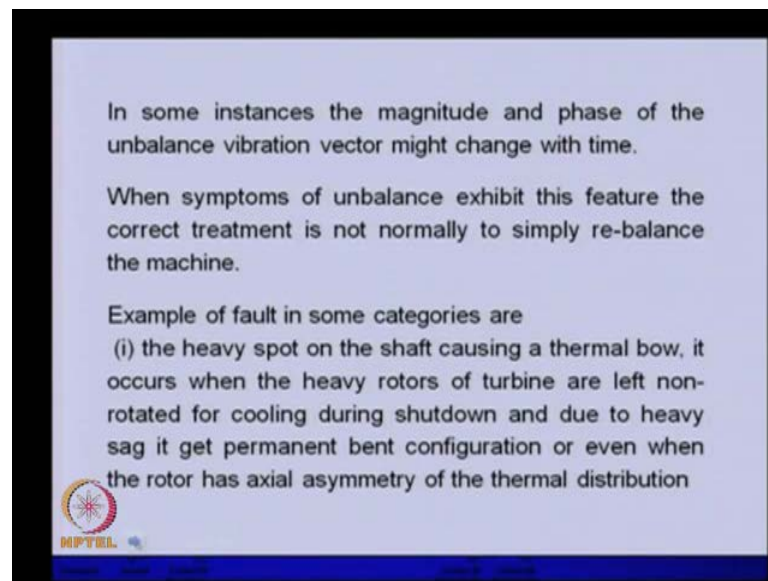 In some instances the magnitude and phase of the
unbalance vibration vector might change with time.
When symptoms of unbalance exhibit this feature the
correct treatment is not normally to simply re-balance
the machine.
Example of fault in some categories are
(i) the heavy spot on the shaft causing a thermal bow, it
occurs when the heavy rotors of turbine are left non-
rotated for cooling during shutdown and due to heavy
sag it get permanent bent configuration or even when
the rotor has axial asymmetry of the thermal distribution
NPTEL